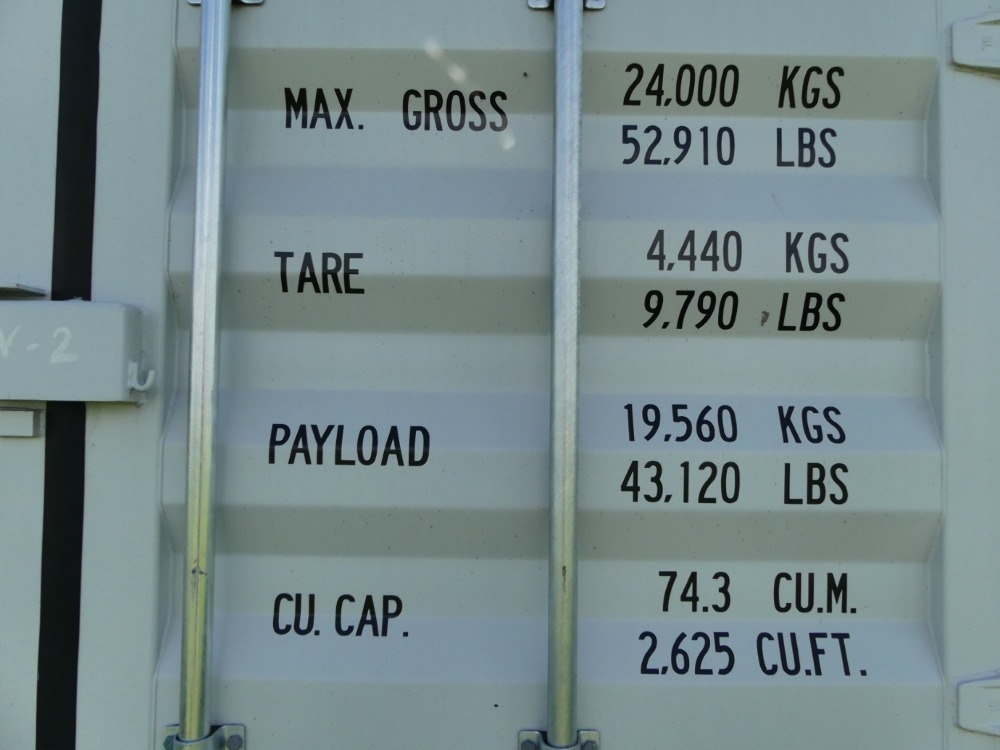 MAX. GROSS 24,000 KGS
52,910 LBS
TARE 4,440 KGS
9,790 LBS
PAYLOAD 19,560 KGS
43,120 LBS
CU. CAP. 74.3 CU.M.
2,625 CU.FT.
-2